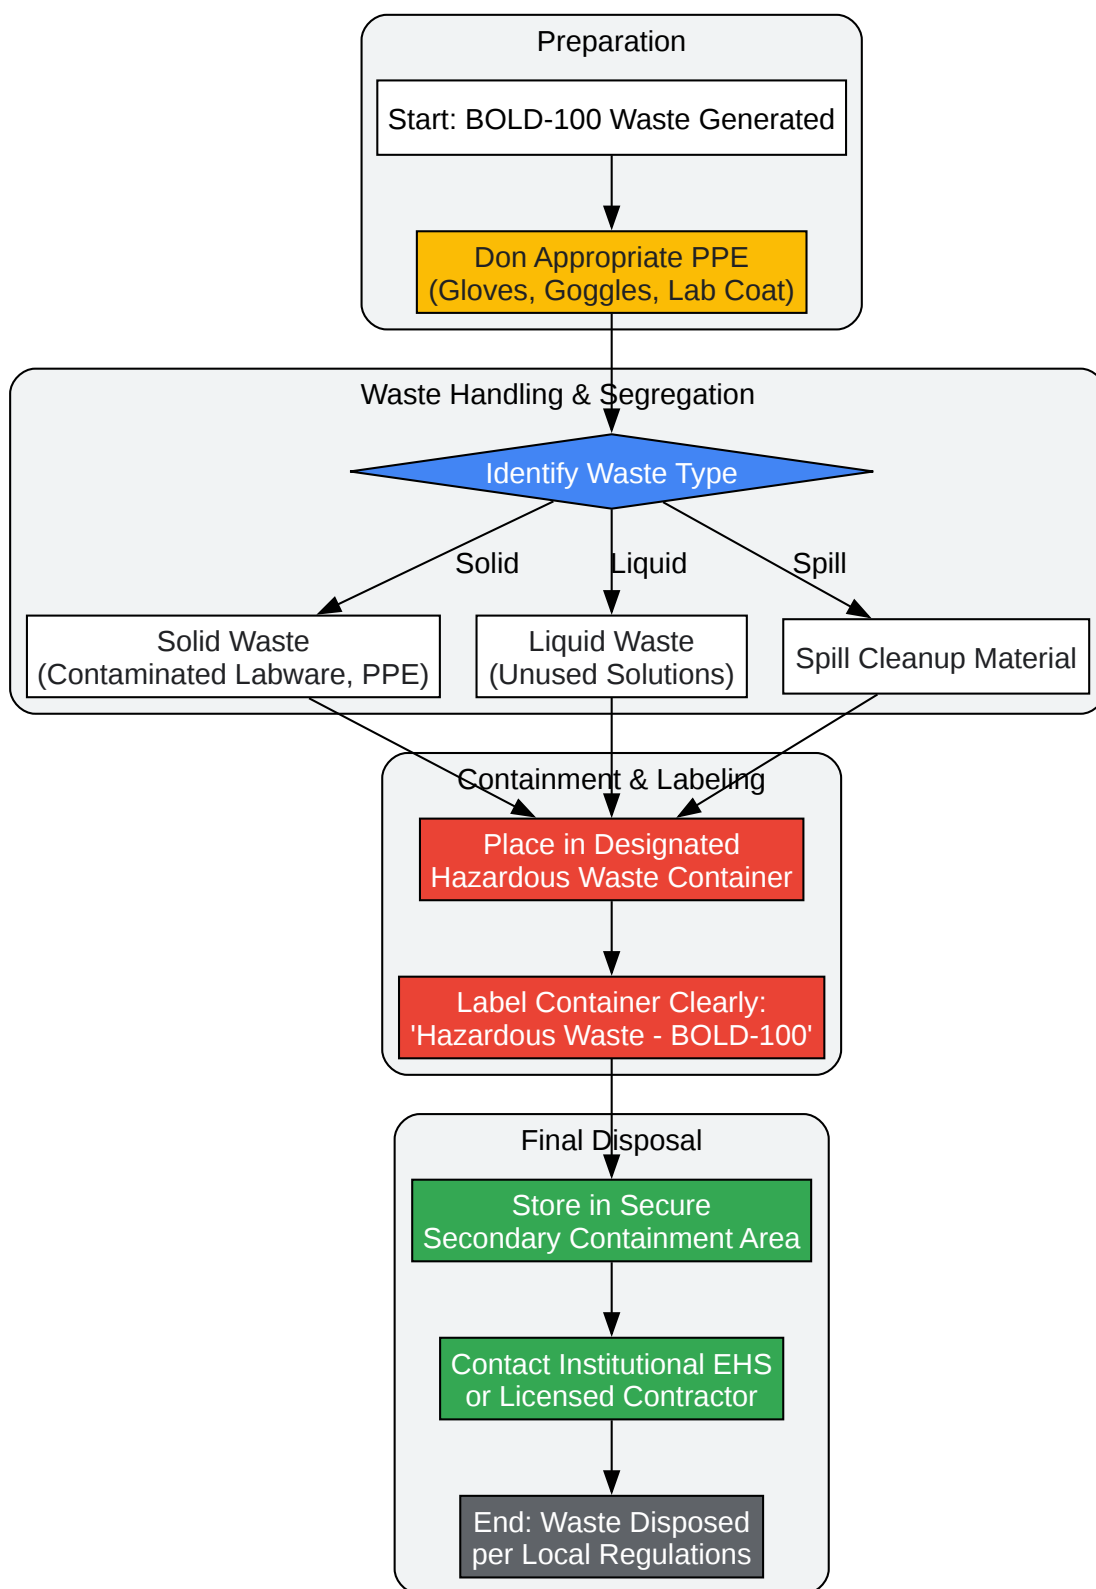 Preparation
Start: BOLD-100 Waste Generated
Don Appropriate PPE
(Gloves, Goggles, Lab Coat)
Waste Handling & Segregation
Identify Waste Type
Solid
Liquid
Spill
Solid Waste
(Contaminated Labware, PPE)
Liquid Waste
(Unused Solutions)
Spill Cleanup Material
Containment & Labeling
Place in Designated
Hazardous Waste Container
Label Container Clearly:
'Hazardous Waste - BOLD-100'
Final Disposal
Store in Secure
Secondary Containment Area
Contact Institutional EHS
or Licensed Contractor
End: Waste Disposed
per Local Regulations